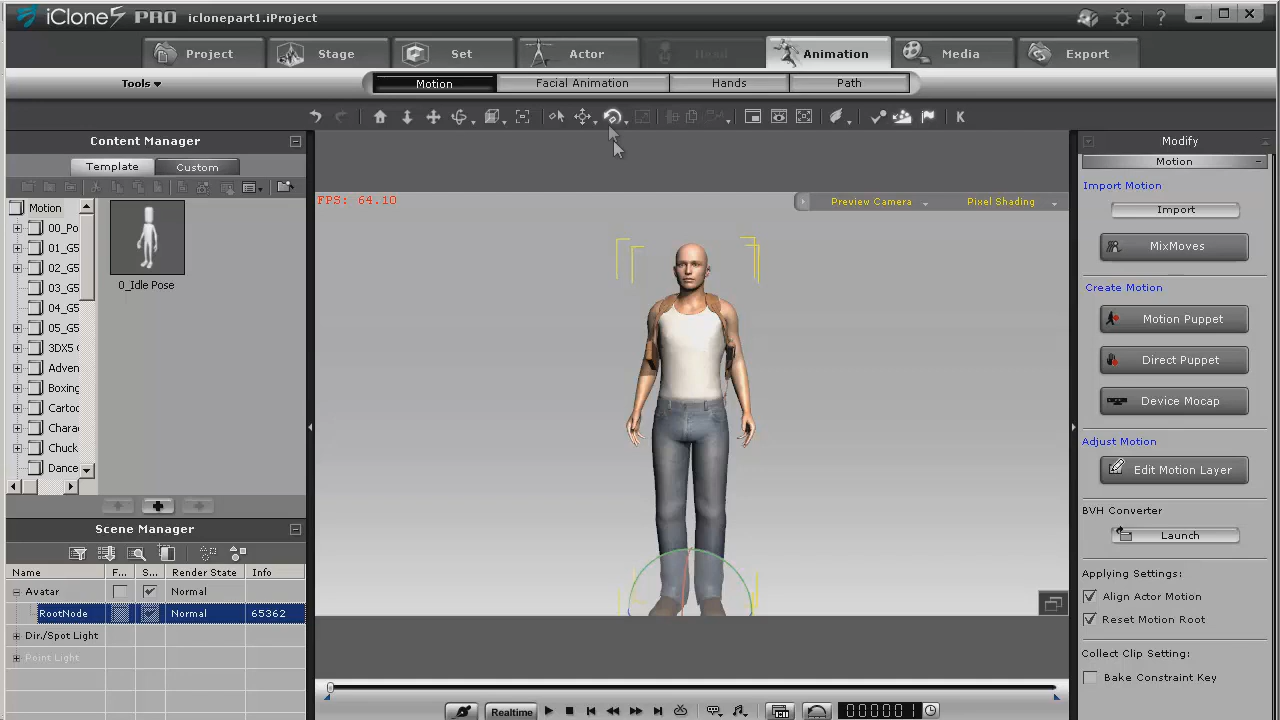 iClone5 PRO iclonepart1.iProject ?
Project Stage Set Actor Head Animation Media Export
Tools Motion Facial Animation Hands Path
K
Content Manager
Template Custom
Motion
00_Po
01_G5
02_G5
03_G5
04_G5
05_G5
3DX5 C
Adven
Boxing
Cartoo
Charac
Chuck
Dance
0_Idle Pose
FPS: 64.10 Preview Camera Pixel Shading
Scene Manager
Name F... S... Render State Info
Avatar Normal
RootNode Normal 65362
Dir./Spot Light
Point Light
Realtime 000001
Modify
Motion
Import Motion
Import
MixMoves
Create Motion
Motion Puppet
Direct Puppet
Device Mocap
Adjust Motion
Edit Motion Layer
BVH Converter
Launch
Applying Settings:
Align Actor Motion
Reset Motion Root
Collect Clip Setting:
Bake Constraint Key